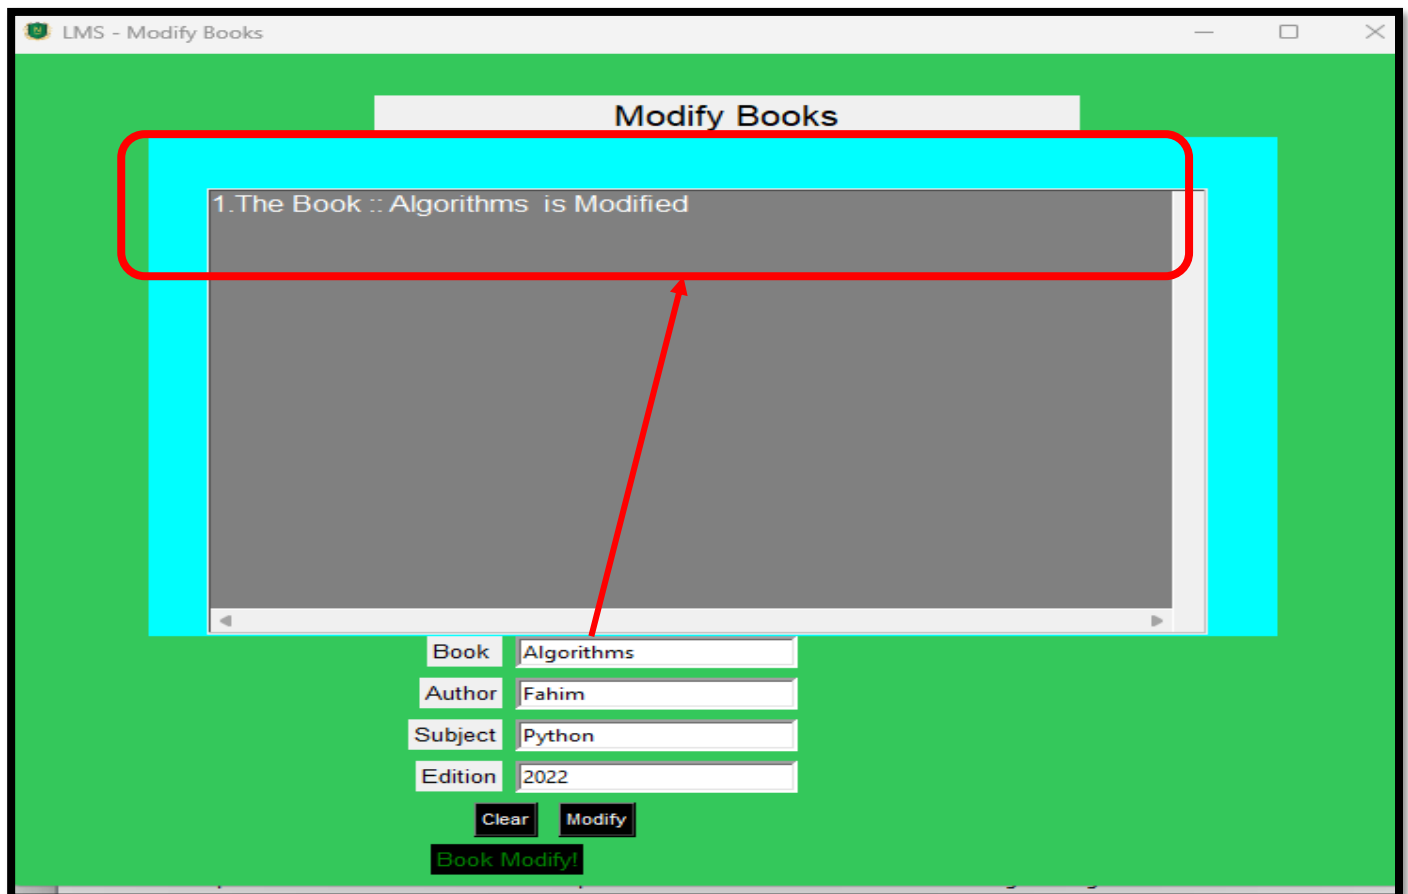 LMS - Modify Books
Modify Books
1.The Book :: Algorithms is Modified
Book Algorithms
Author Fahim
Subject Python
Edition 2022
Clear Modify
Book Modify!